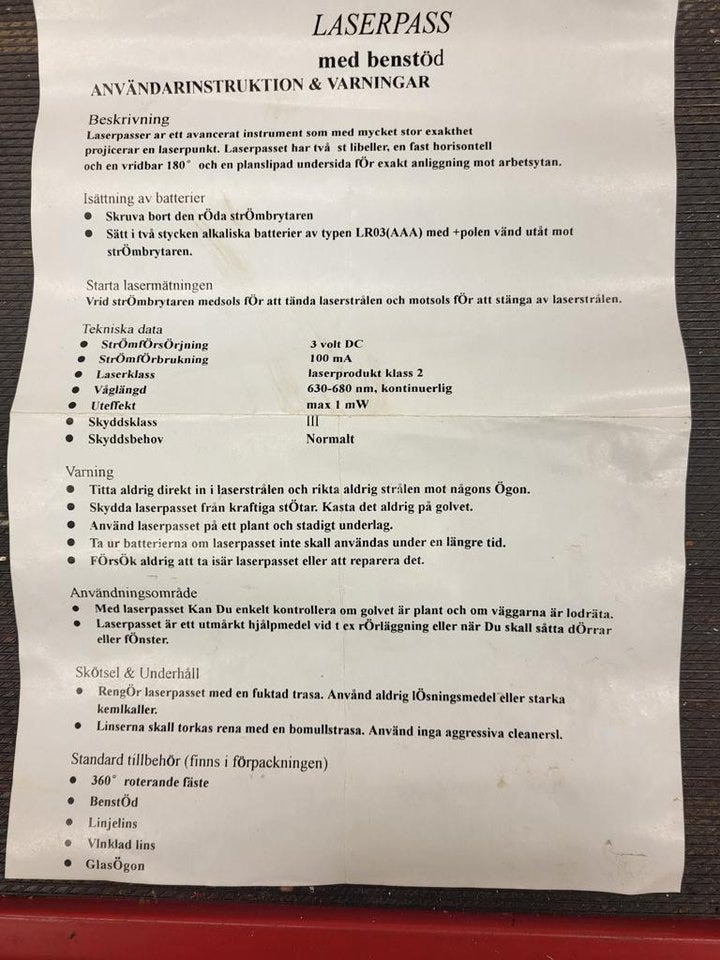 LASERPASS
med benstöd
ANVÄNDARINSTRUKTION & VARNINGAR
Beskrivning
Laserpasser är ett avancerat instrument som med mycket stor exakthet
projicerar en laserpunkt. Laserpasset har två st libeller, en fast horisontell
och en vridbar 180° och en planslipad undersida fÖr exakt anliggning mot arbetsytan.
Isättning av batterier
● Skruva bort den rÖda strÖmbrytaren
● Sätt i två stycken alkaliska batterier av typen LR03(AAA) med +polen vänd utåt mot
strÖmbrytaren.
Starta lasermätningen
Vrid strÖmbrytaren medsols fÖr att tända laserstrålen och motsols fÖr att stänga av laserstrålen.
Tekniska data
● StrÖmfÖrsÖrjning 3 volt DC
● StrÖmfÖrbrukning 100 mA
● Laserklass laserprodukt klass 2
● Våglängd 630-680 nm, kontinuerlig
● Uteffekt max 1 mW
● Skyddsklass III
● Skyddsbehov Normalt
Varning
● Titta aldrig direkt in i laserstrålen och rikta aldrig strålen mot någons Ögon.
● Skydda laserpasset från kraftiga stÖtar. Kasta det aldrig på golvet.
● Använd laserpasset på ett plant och stadigt underlag.
● Ta ur batterierna om laserpasset inte skall användas under en längre tid.
● FÖrsÖk aldrig att ta isär laserpasset eller att reparera det.
Användningsområde
● Med laserpasset Kan Du enkelt kontrollera om golvet är plant och om väggarna är lodräta.
● Laserpasset är ett utmårkt hjålpmedel vid t ex rÖrläggning eller när Du skall såtta dÖrrar
eller fÖnster.
Skötsel & Underhåll
● RengÖr laserpasset med en fuktad trasa. Använd aldrig lÖsningsmedel eller starka
kemlkaller.
● Linserna skall torkas rena med en bomullstrasa. Använd inga aggressiva cleanersl.
Standard tillbehör (finns i förpackningen)
● 360° roterande fäste
● BenstÖd
● Linjelins
● Vlnklad lins
● GlasÖgon